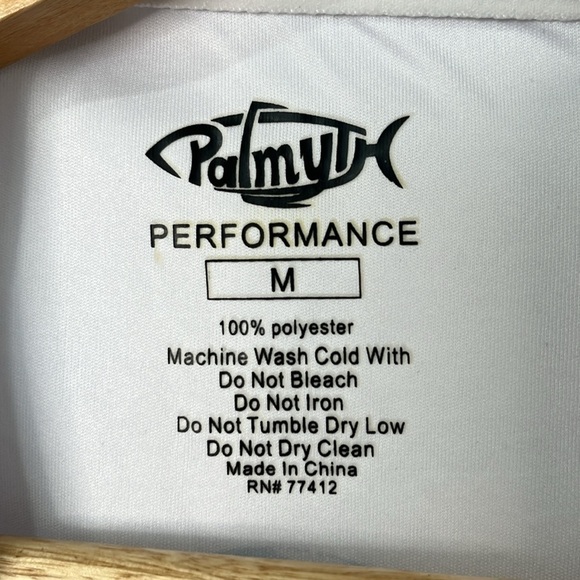 Palmyth
PERFORMANCE
M
100% polyester
Machine Wash Cold With
Do Not Bleach
Do Not Iron
Do Not Tumble Dry Low
Do Not Dry Clean
Made In China
RN# 77412